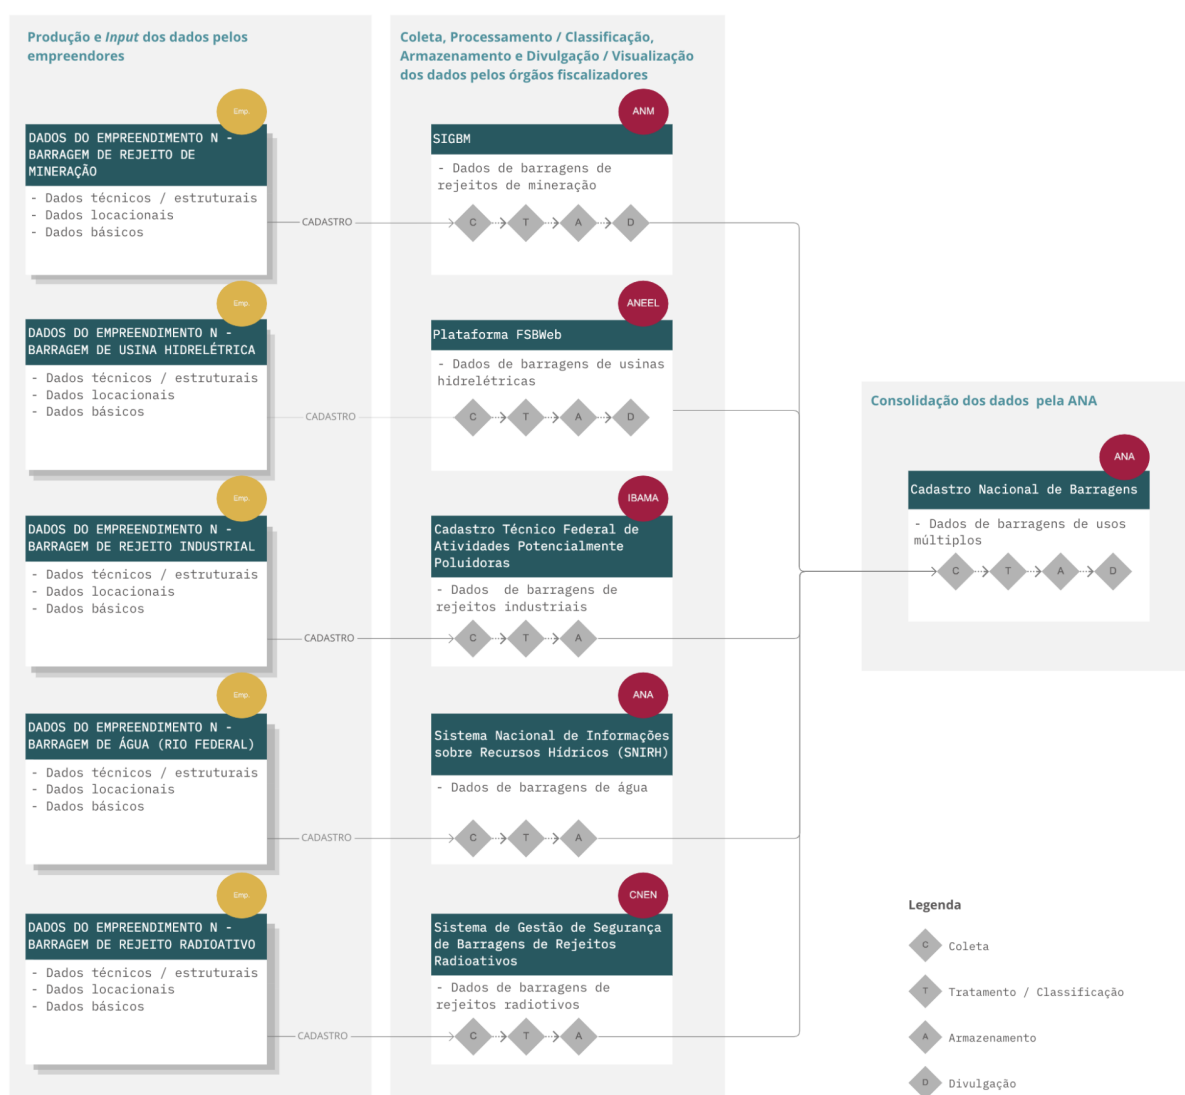 Produção e Input dos dados pelos
empreendores
Emp.
DADOS DO EMPREENDIMENTO N -
BARRAGEM DE REJEITO DE
MINERAÇÃO
- Dados técnicos / estruturais
- Dados locacionais
- Dados básicos
CADASTRO
Emp.
DADOS DO EMPREENDIMENTO N -
BARRAGEM DE USINA HIDRELÉTRICA
- Dados técnicos / estruturais
- Dados locacionais
- Dados básicos
CADASTRO
Emp.
DADOS DO EMPREENDIMENTO N -
BARRAGEM DE REJEITO INDUSTRIAL
- Dados técnicos / estruturais
- Dados locacionais
- Dados básicos
CADASTRO
Emp.
DADOS DO EMPREENDIMENTO N -
BARRAGEM DE ÁGUA (RIO FEDERAL)
- Dados técnicos / estruturais
- Dados locacionais
- Dados básicos
CADASTRO
Emp.
DADOS DO EMPREENDIMENTO N -
BARRAGEM DE REJEITO RADIOATIVO
- Dados técnicos / estruturais
- Dados locacionais
- Dados básicos
CADASTRO
Coleta, Processamento / Classificação,
Armazenamento e Divulgação / Visualização
dos dados pelos órgãos fiscalizadores
ANM
SIGBM
- Dados de barragens de
rejeitos de mineração
C T A D
ANEEL
Plataforma FSBWeb
- Dados de barragens de usinas
hidrelétricas
C T A D
IBAMA
Cadastro Técnico Federal de
Atividades Potencialmente
Poluidoras
- Dados de barragens de
rejeitos industriais
C T A
ANA
Sistema Nacional de Informações
sobre Recursos Hídricos (SNIRH)
- Dados de barragens de água
C T A
CNEN
Sistema de Gestão de Segurança
de Barragens de Rejeitos
Radioativos
- Dados de barragens de
rejeitos radiotivos
C T A
Consolidação dos dados pela ANA
ANA
Cadastro Nacional de Barragens
- Dados de barragens de usos
múltiplos
C T A D
Legenda
C Coleta
T Tratamento / Classificação
A Armazenamento
D Divulgação